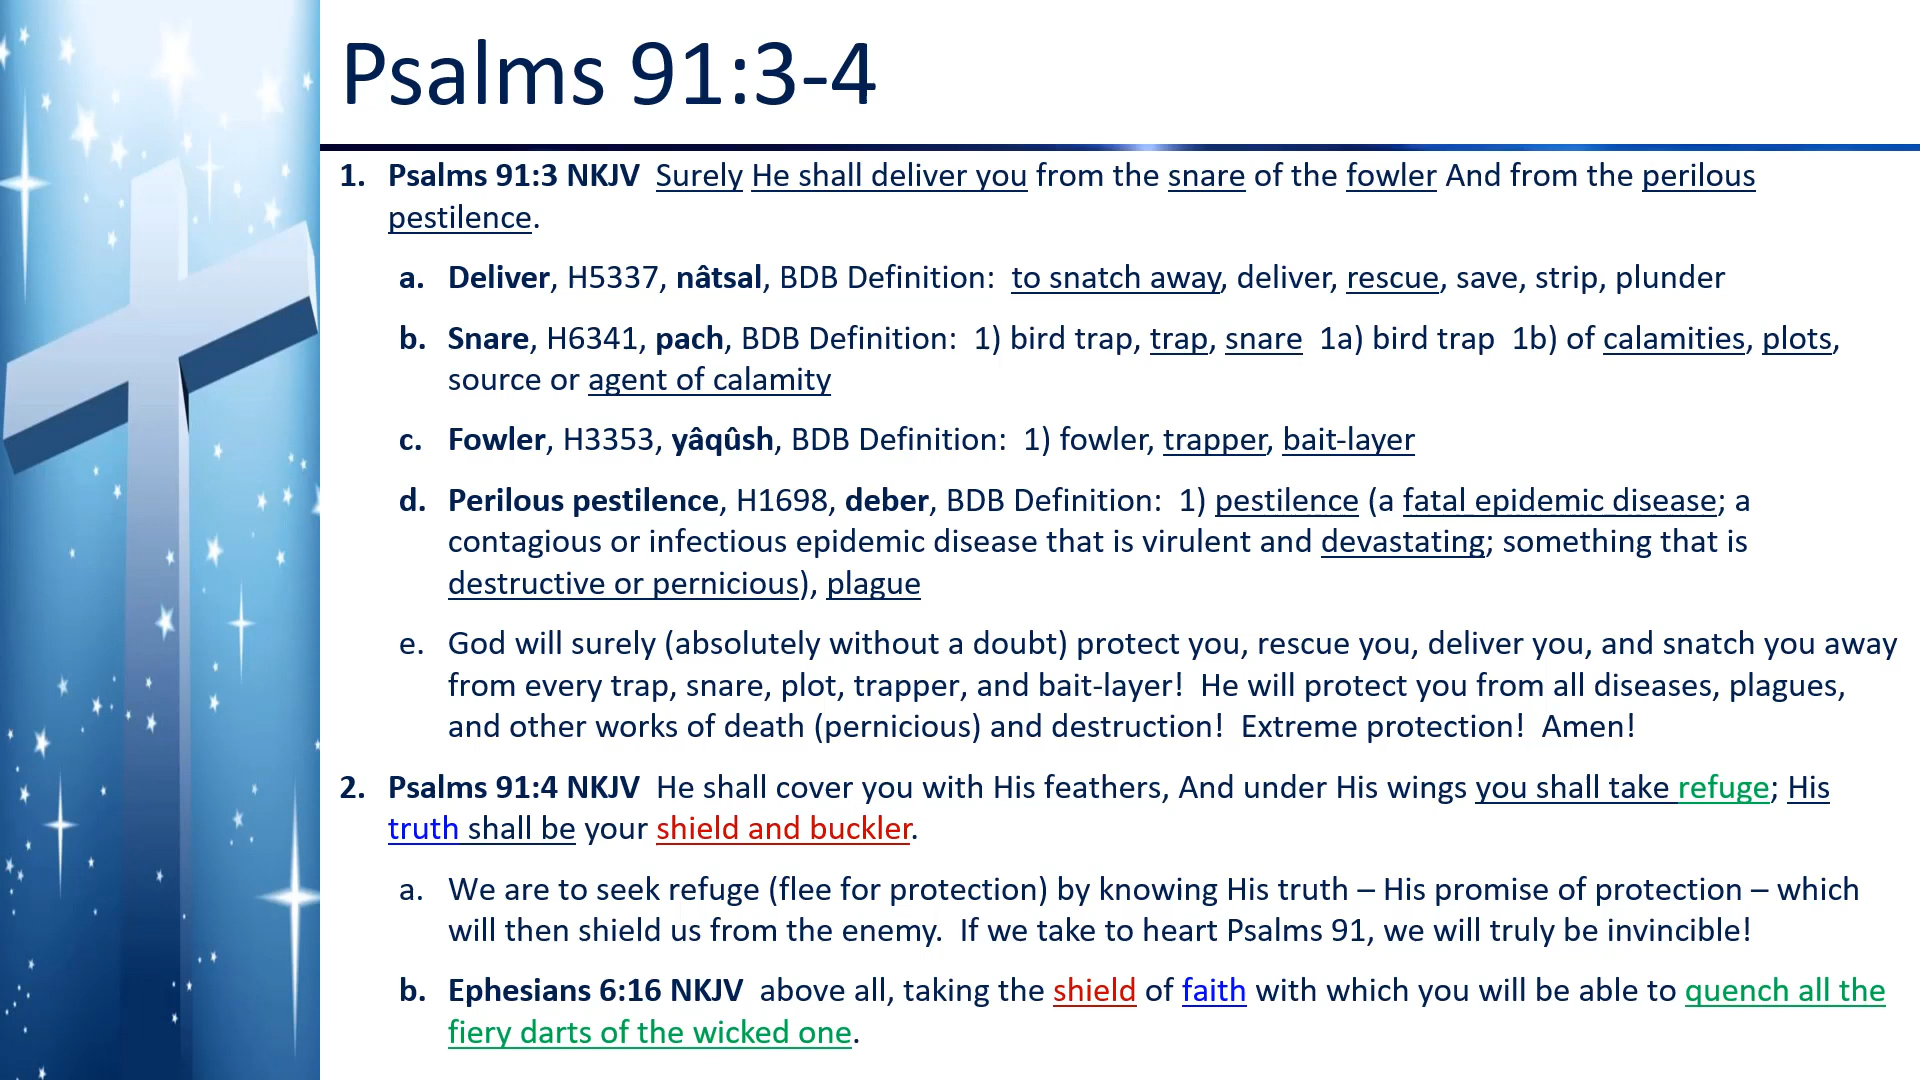 Psalms 91:3-4
1. Psalms 91:3 NKJV  Surely He shall deliver you from the snare of the fowler And from the perilous
pestilence.
a. Deliver, H5337, nâtsal, BDB Definition:  to snatch away, deliver, rescue, save, strip, plunder
b. Snare, H6341, pach, BDB Definition:  1) bird trap, trap, snare  1a) bird trap  1b) of calamities, plots,
source or agent of calamity
c. Fowler, H3353, yâqûsh, BDB Definition:  1) fowler, trapper, bait-layer
d. Perilous pestilence, H1698, deber, BDB Definition:  1) pestilence (a fatal epidemic disease; a
contagious or infectious epidemic disease that is virulent and devastating; something that is
destructive or pernicious), plague
e. God will surely (absolutely without a doubt) protect you, rescue you, deliver you, and snatch you away
from every trap, snare, plot, trapper, and bait-layer!  He will protect you from all diseases, plagues,
and other works of death (pernicious) and destruction!  Extreme protection!  Amen!
2. Psalms 91:4 NKJV  He shall cover you with His feathers, And under His wings you shall take refuge; His
truth shall be your shield and buckler.
a. We are to seek refuge (flee for protection) by knowing His truth – His promise of protection – which
will then shield us from the enemy.  If we take to heart Psalms 91, we will truly be invincible!
b. Ephesians 6:16 NKJV  above all, taking the shield of faith with which you will be able to quench all the
fiery darts of the wicked one.